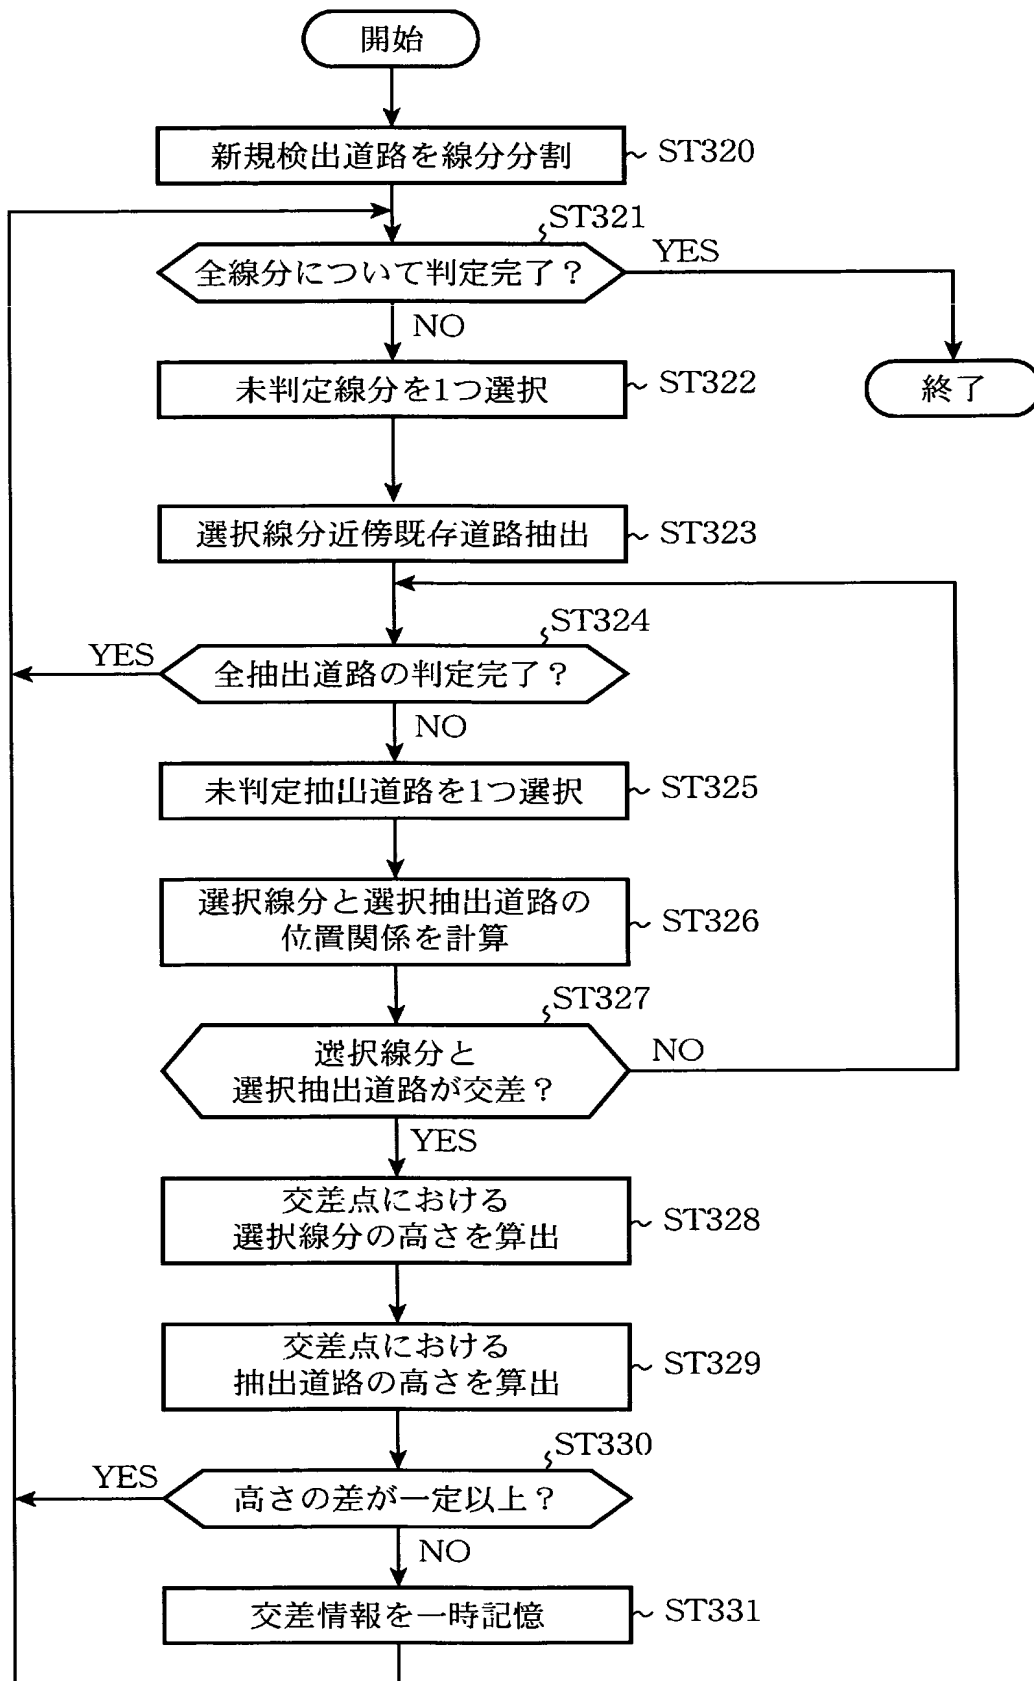 開始
新規検出道路を線分分割
ST320
ST321
全線分について判定完了？
YES
NO
終了
未判定線分を1つ選択
ST322
選択線分近傍既存道路抽出
ST323
ST324
YES
全抽出道路の判定完了？
NO
未判定抽出道路を1つ選択
ST325
選択線分と選択抽出道路の
位置関係を計算
ST326
ST327
選択線分と
選択抽出道路が交差？
NO
YES
交差点における
選択線分の高さを算出
ST328
交差点における
抽出道路の高さを算出
ST329
ST330
YES
高さの差が一定以上？
NO
交差情報を一時記憶
ST331